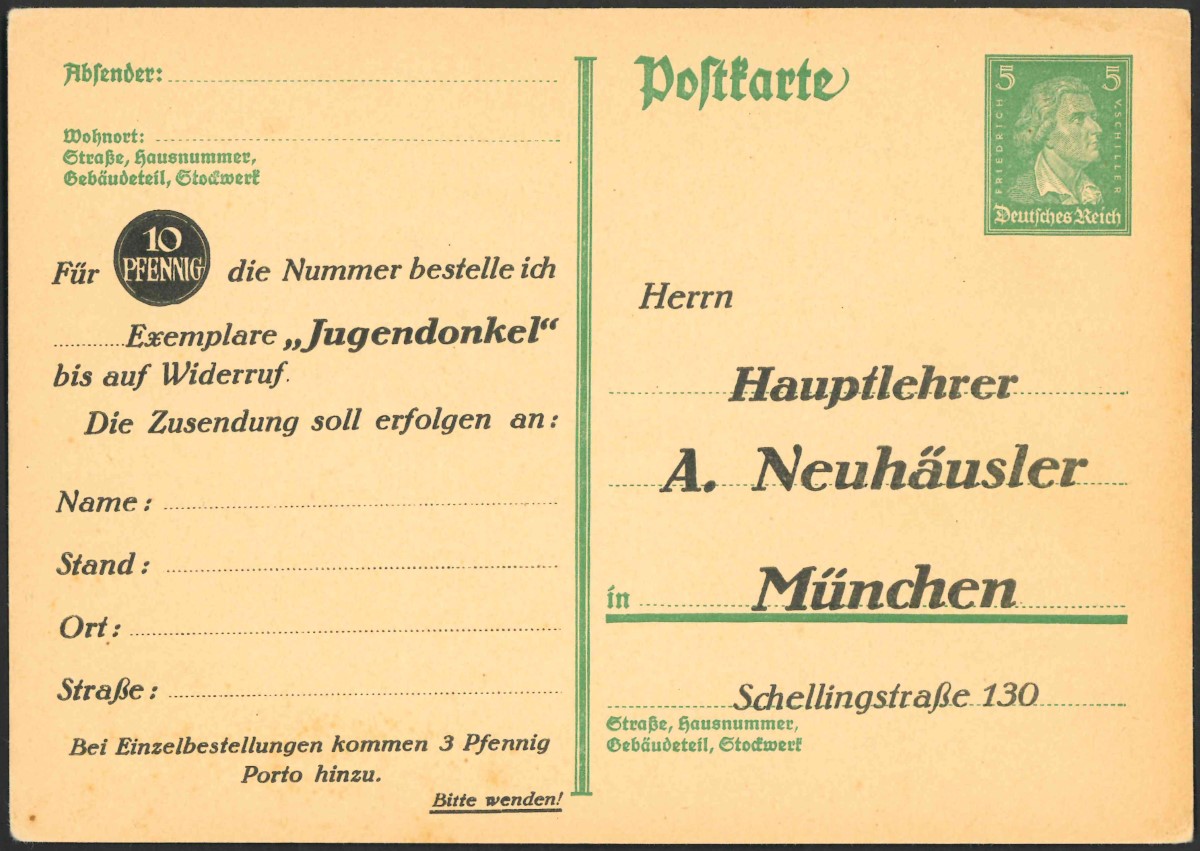 Absender:
Wohnort:
Straße, Hausnummer,
Gebäudeteil, Stockwerk
Für 10 PFENNIG die Nummer bestelle ich
Exemplare „Jugendonkel“
bis auf Widerruf.
Die Zusendung soll erfolgen an:
Name:
Stand:
Ort:
Straße:
Bei Einzelbestellungen kommen 3 Pfennig
Porto hinzu.
Bitte wenden!
Postkarte
5 5
FRIEDRICH V. SCHILLER
Deutsches Reich
Herrn
Hauptlehrer
A. Neuhäusler
in München
Schellingstraße 130
Straße, Hausnummer,
Gebäudeteil, Stockwerk